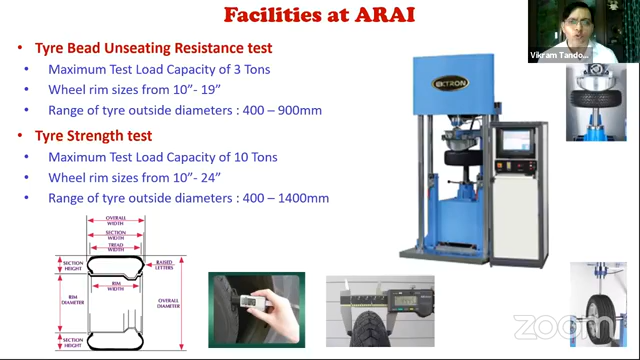 Facilities at ARAI
Vikram Tando...
• Tyre Bead Unseating Resistance test
• Maximum Test Load Capacity of 3 Tons
• Wheel rim sizes from 10”- 19”
• Range of tyre outside diameters : 400 – 900mm
• Tyre Strength test
• Maximum Test Load Capacity of 10 Tons
• Wheel rim sizes from 10”- 24”
• Range of tyre outside diameters : 400 – 1400mm
EKTRON
OVERALL WIDTH
SECTION WIDTH
TREAD WIDTH
SECTION HEIGHT
RAISED LETTERS
RIM WIDTH
RIM DIAMETER
OVERALL DIAMETER
SECTION HEIGHT
zoom